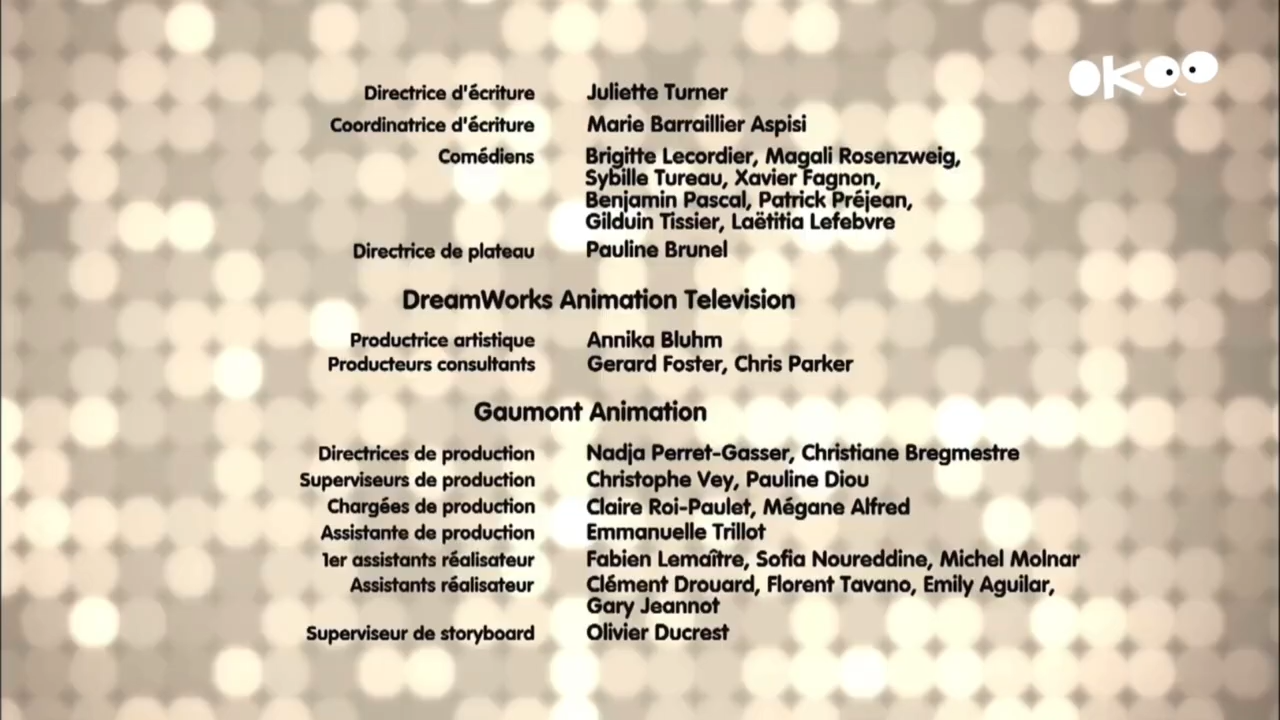 OKOO
Directrice d'écriture Juliette Turner
Coordinatrice d'écriture Marie Barraillier Aspisi
Comédiens Brigitte Lecordier, Magali Rosenzweig,
Sybille Tureau, Xavier Fagnon,
Benjamin Pascal, Patrick Préjean,
Gilduin Tissier, Laëtitia Lefebvre
Directrice de plateau Pauline Brunel
DreamWorks Animation Television
Productrice artistique Annika Bluhm
Producteurs consultants Gerard Foster, Chris Parker
Gaumont Animation
Directrices de production Nadja Perret-Gasser, Christiane Bregmestre
Superviseurs de production Christophe Vey, Pauline Diou
Chargées de production Claire Roi-Paulet, Mégane Alfred
Assistante de production Emmanuelle Trillot
1er assistants réalisateur Fabien Lemaître, Sofia Noureddine, Michel Molnar
Assistants réalisateur Clément Drouard, Florent Tavano, Emily Aguilar,
Gary Jeannot
Superviseur de storyboard Olivier Ducrest